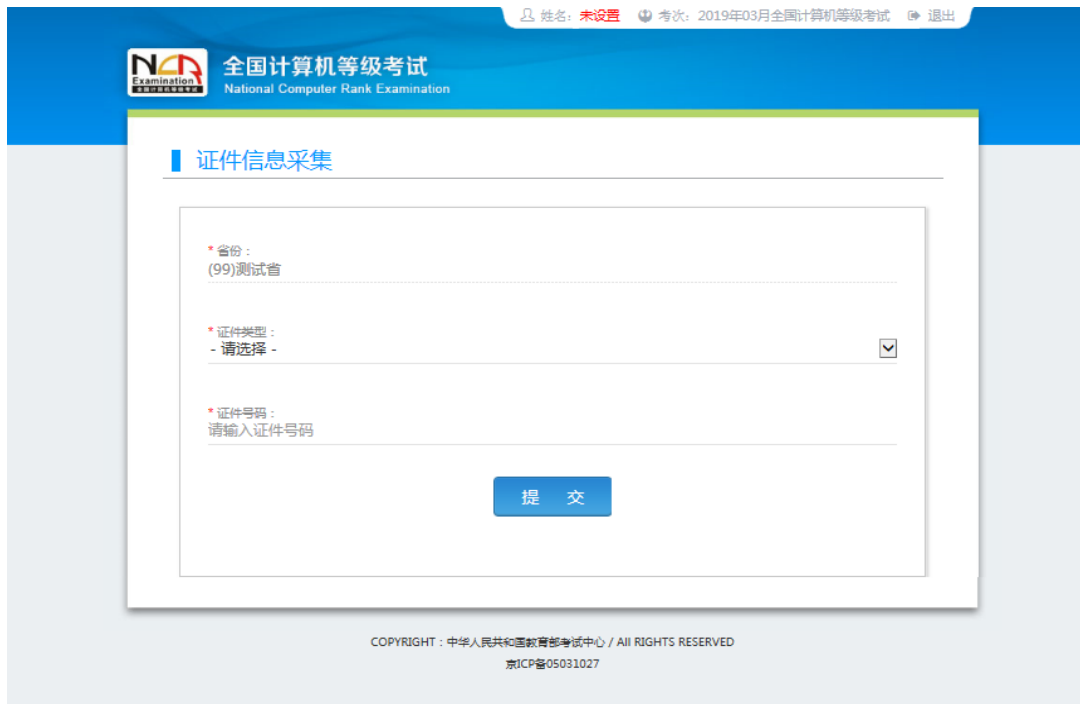 姓名：未设置 考次：2019年03月全国计算机等级考试 退出
NCR
Examination
全国计算机等级考试
全国计算机等级考试
National Computer Rank Examination
证件信息采集
* 省份：
(99)测试省
* 证件类型：
- 请选择 -
* 证件号码：
请输入证件号码
提 交
COPYRIGHT：中华人民共和国教育部考试中心 / All RIGHTS RESERVED
京ICP备05031027